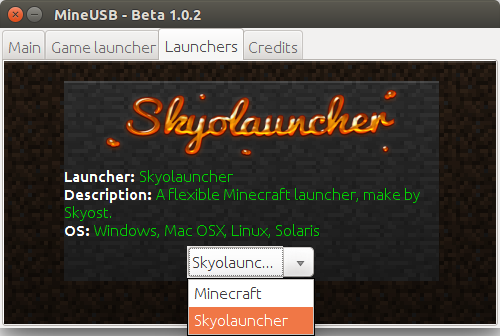 MineUSB - Beta 1.0.2
Main Game launcher Launchers Credits
Skyolauncher
Launcher: Skyolauncher
Description: A flexible Minecraft launcher, make by
Skyost.
OS: Windows, Mac OSX, Linux, Solaris
Skyolaunc...
Minecraft
Skyolauncher